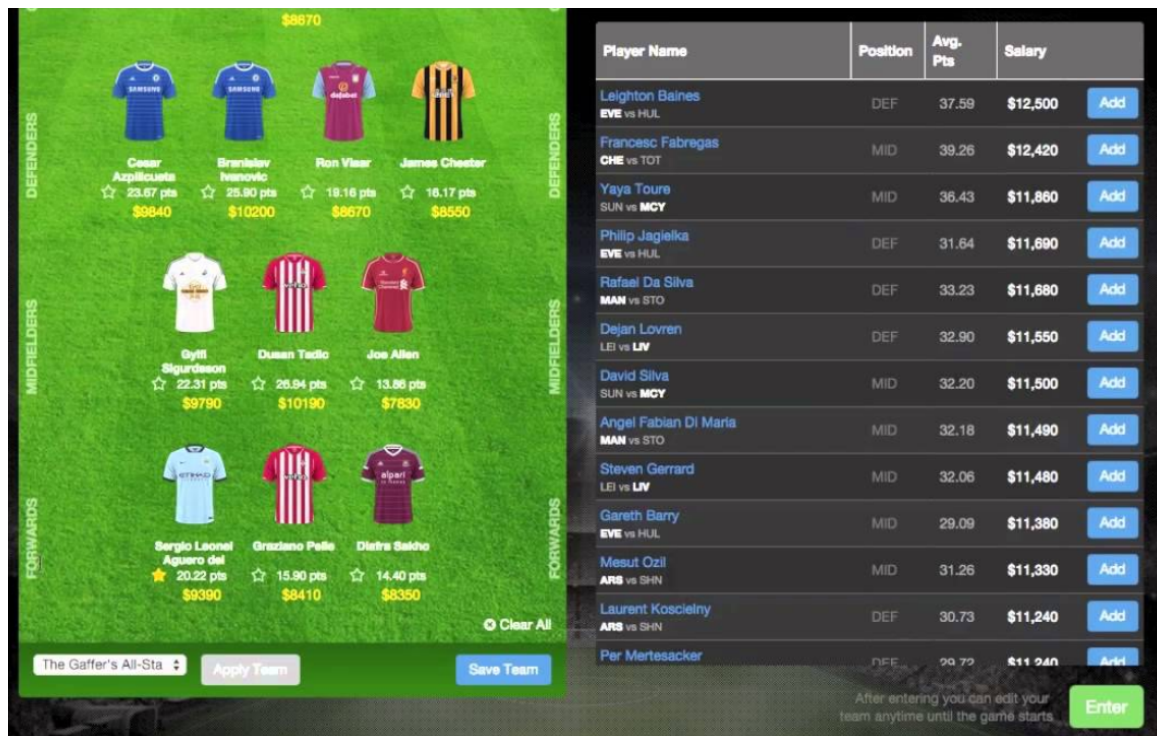 $8670
DEFENDERS
DEFENDERS
SAMSUNG
SAMSUNG
dafabet
Cesar
Azpilicueta
Branislav
Ivanovic
Ron Vlaar
James Chester
23.67 pts
25.90 pts
19.16 pts
16.17 pts
$9840
$10200
$8670
$8550
MIDFIELDERS
MIDFIELDERS
Gylfi
Sigurdsson
Dusan Tadic
Joe Allen
22.31 pts
26.94 pts
13.86 pts
$9790
$10190
$7830
FORWARDS
FORWARDS
ETIHAD
alpari
Sergio Leonel
Aguero del
Graziano Pelle
Diafra Sakho
20.22 pts
15.90 pts
14.40 pts
$9390
$8410
$8350
Clear All
The Gaffer's All-Sta
Apply Team
Save Team
Player Name Position Avg. Pts Salary
Leighton Baines
EVE vs HUL
DEF 37.59 $12,500 Add
Francesc Fabregas
CHE vs TOT
MID 39.26 $12,420 Add
Yaya Toure
SUN vs MCY
MID 36.43 $11,860 Add
Philip Jagielka
EVE vs HUL
DEF 31.64 $11,690 Add
Rafael Da Silva
MAN vs STO
DEF 33.23 $11,680 Add
Dejan Lovren
LEI vs LIV
DEF 32.90 $11,550 Add
David Silva
SUN vs MCY
MID 32.20 $11,500 Add
Angel Fabian Di Maria
MAN vs STO
MID 32.18 $11,490 Add
Steven Gerrard
LEI vs LIV
MID 32.06 $11,480 Add
Gareth Barry
EVE vs HUL
MID 29.09 $11,380 Add
Mesut Ozil
ARS vs SHN
MID 31.26 $11,330 Add
Laurent Koscielny
ARS vs SHN
DEF 30.73 $11,240 Add
Per Mertesacker
DEF 29.72 $11,240 Add
After entering you can edit your
team anytime until the game starts
Enter